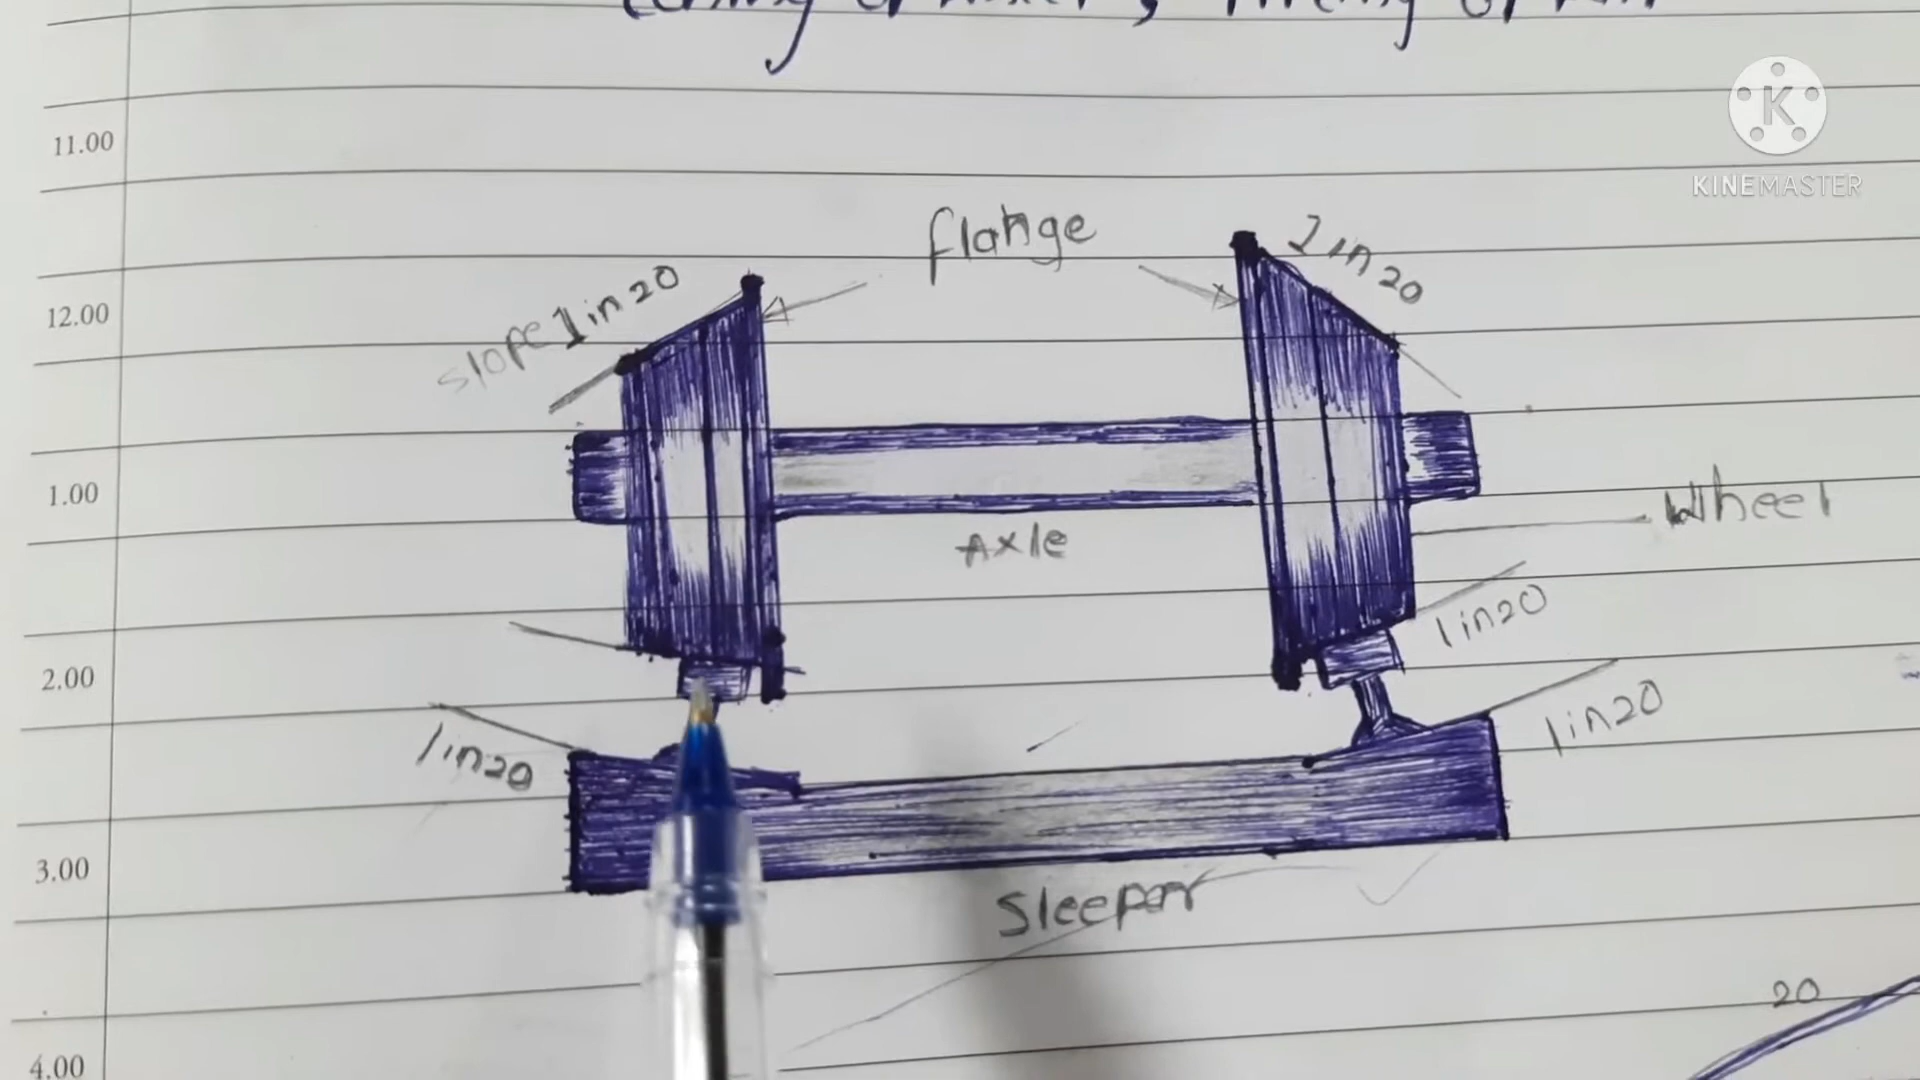 11.00
K
KINEMASTER
flange
1 in 20
slope 1 in 20
12.00
1.00
Axle
Wheel
1 in 20
2.00
1 in 20
1 in 20
3.00
Sleeper
20
4.00